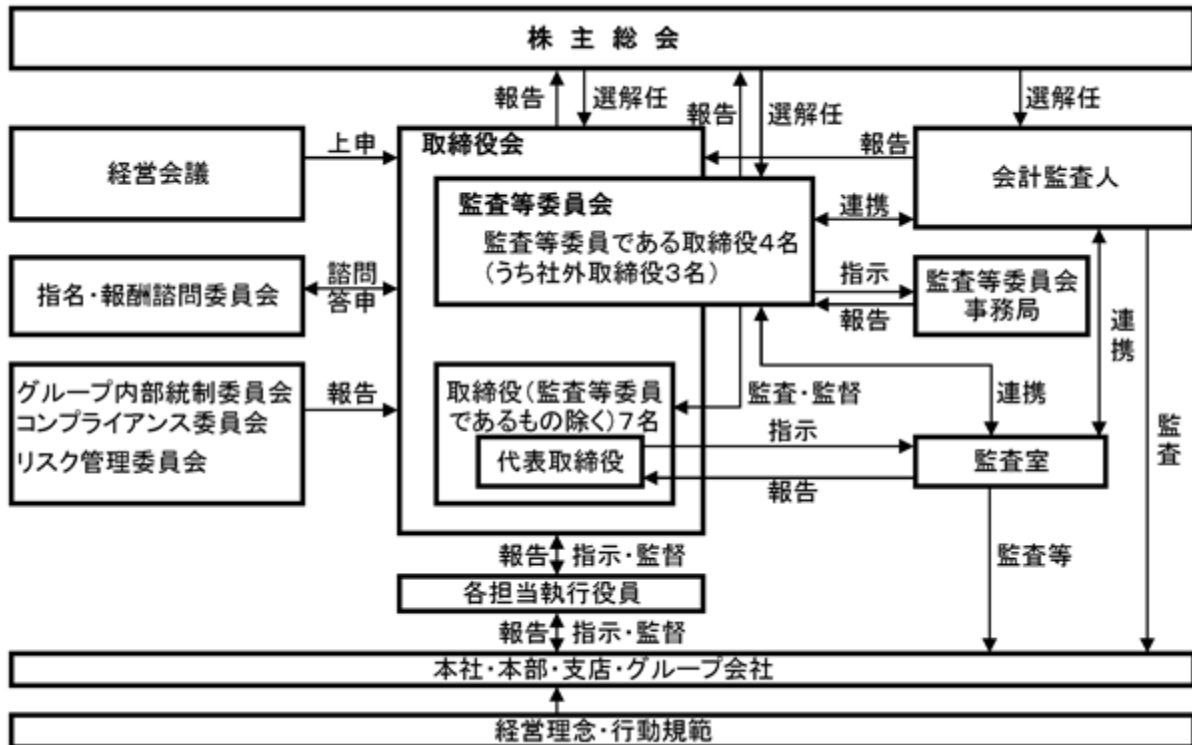 株主総会
報告
選解任
報告
選解任
選解任
経営会議
上申
取締役会
報告
会計監査人
監査等委員会
監査等委員である取締役4名
(うち社外取締役3名)
連携
指名・報酬諮問委員会
諮問
答申
指示
報告
監査等委員会
事務局
連携
監査
グループ内部統制委員会
コンプライアンス委員会
リスク管理委員会
報告
取締役(監査等委員
であるもの除く)7名
代表取締役
監査・監督
連携
指示
報告
監査室
監査等
報告
指示・監督
各担当執行役員
報告
指示・監督
本社・本部・支店・グループ会社
経営理念・行動規範